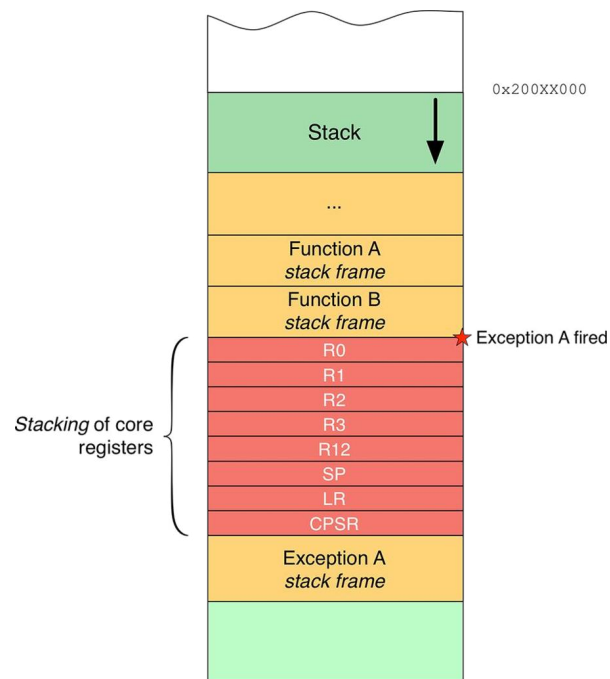 0x200XX000
Stack
...
Function A
stack frame
Function B
stack frame
Exception A fired
R0
R1
R2
R3
R12
SP
LR
CPSR
Stacking of core
registers
Exception A
stack frame